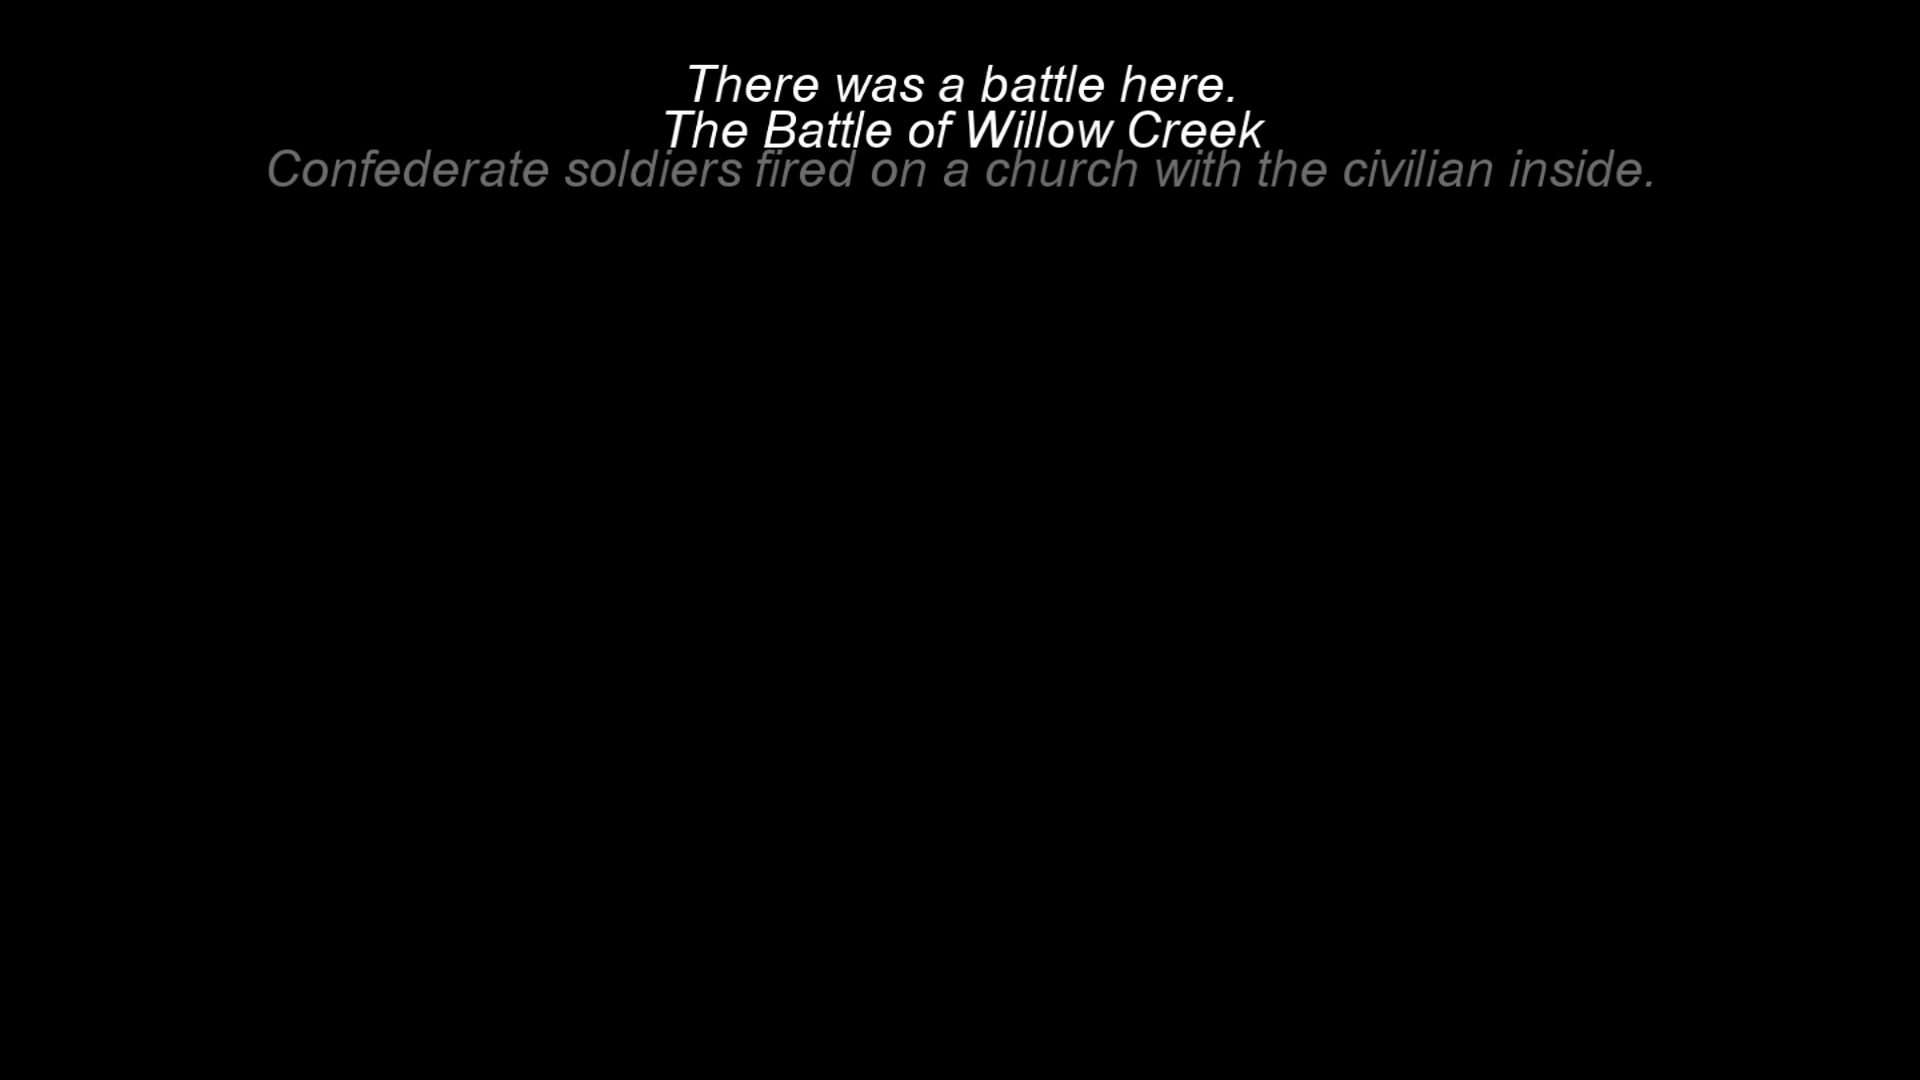 There was a battle here.
The Battle of Willow Creek
Confederate soldiers fired on a church with the civilian inside.